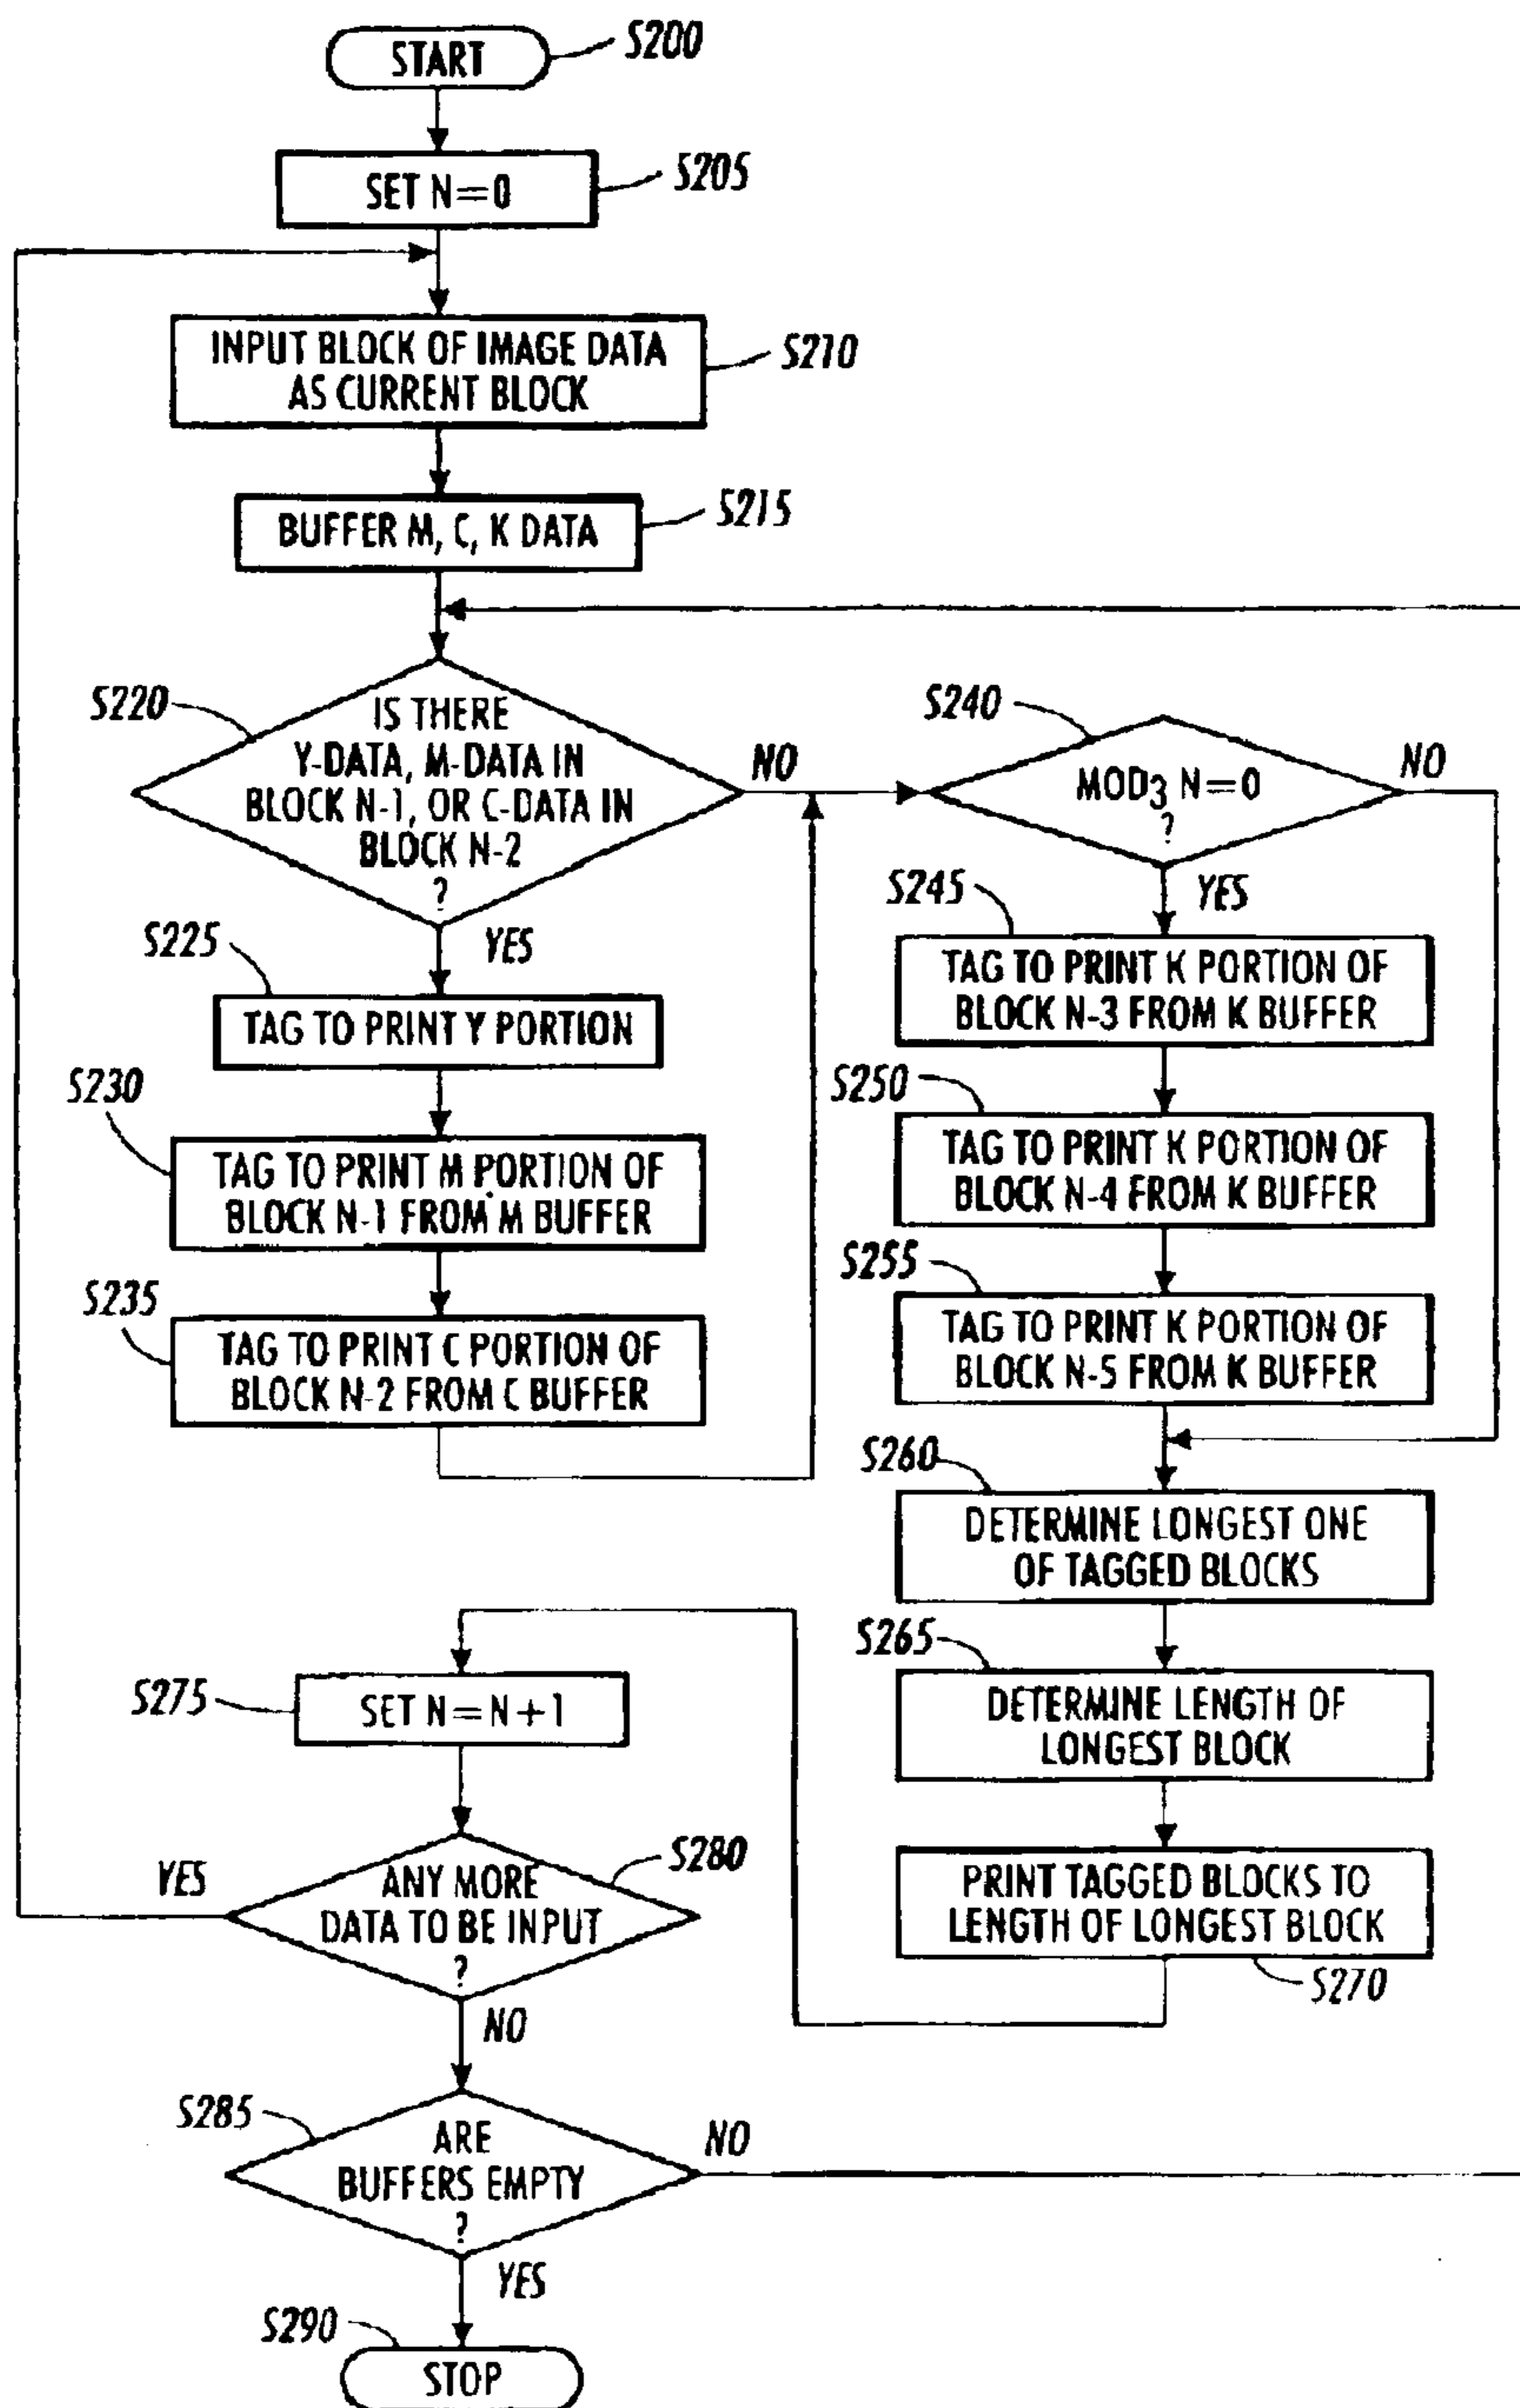 START
S200
SET N=0
S205
INPUT BLOCK OF IMAGE DATA
AS CURRENT BLOCK
S210
BUFFER M, C, K DATA
S215
S220
IS THERE
Y-DATA, M-DATA IN
BLOCK N-1, OR C-DATA IN
BLOCK N-2
?
NO
YES
S225
TAG TO PRINT Y PORTION
S230
TAG TO PRINT M PORTION OF
BLOCK N-1 FROM M BUFFER
S235
TAG TO PRINT C PORTION OF
BLOCK N-2 FROM C BUFFER
S240
MOD3 N=0
?
NO
YES
S245
TAG TO PRINT K PORTION OF
BLOCK N-3 FROM K BUFFER
S250
TAG TO PRINT K PORTION OF
BLOCK N-4 FROM K BUFFER
S255
TAG TO PRINT K PORTION OF
BLOCK N-5 FROM K BUFFER
S260
DETERMINE LONGEST ONE
OF TAGGED BLOCKS
S265
DETERMINE LENGTH OF
LONGEST BLOCK
PRINT TAGGED BLOCKS TO
LENGTH OF LONGEST BLOCK
S270
S275
SET N=N+1
S280
ANY MORE
DATA TO BE INPUT
?
YES
NO
S285
ARE
BUFFERS EMPTY
?
NO
YES
S290
STOP